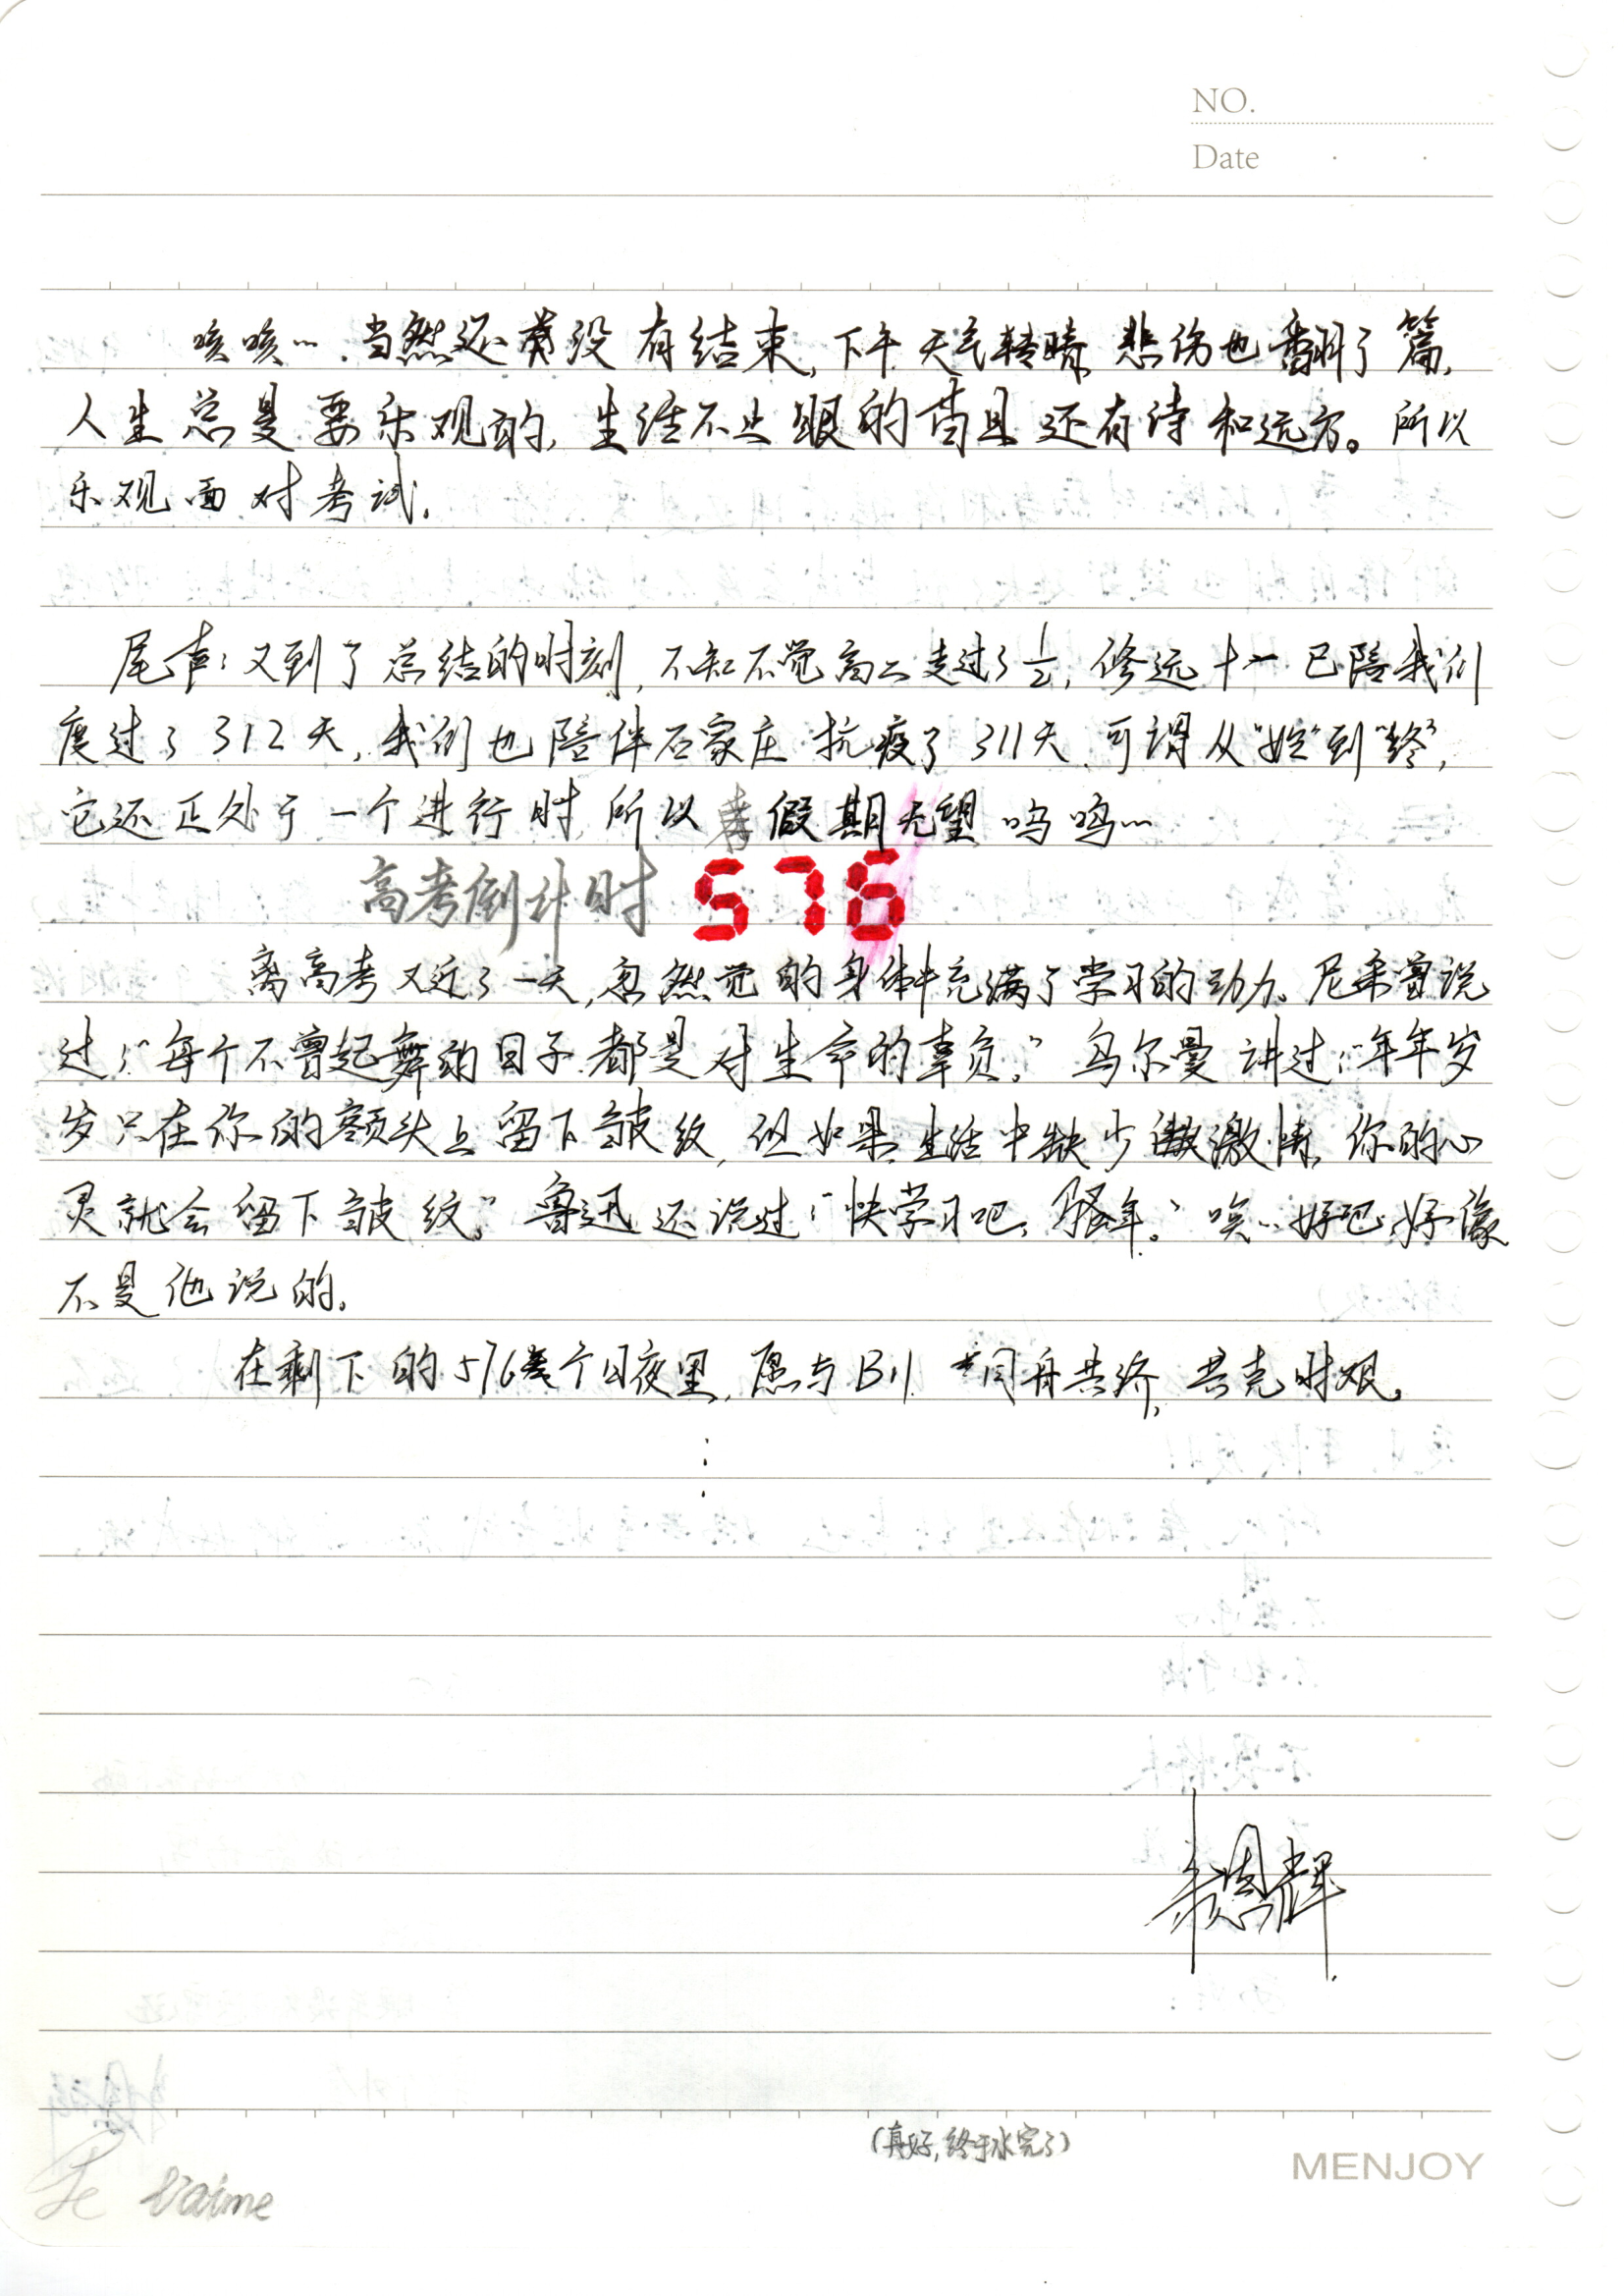 NO.
Date
咳咳… 当然还没有结束,下午天气转晴,悲伤也翻了篇,
人生总是要乐观的,生活不止眼的苟且还有诗和远方。所以
乐观面对考试.
尾声:又到了总结的时刻,不知不觉高二走过了½,修远十一已陪我们
度过了312天,我们也陪伴石家庄抗疫了311天,可谓从“始”到“终”,
它还正处于一个进行时,所以假期无望 呜呜…
高考倒计时 576
离高考又近了一天,忽然觉的身体中充满了学习的动力。尼采曾说
过:“每个不曾起舞的日子都是对生命的辜负。”乌尔曼讲过:“年年岁
岁只在你的额头上留下皱纹,但如果生活中缺少激情,你的心
灵就会留下皱纹。”鲁迅还说过:“快学习吧,骚年。”唉…好吧,好像
不是他说的。
在剩下的576个日夜里,愿与B11 同舟共济,共克时艰。
⋮
恩辉
(真好,终于水完了)
MENJOY
Je t'aime